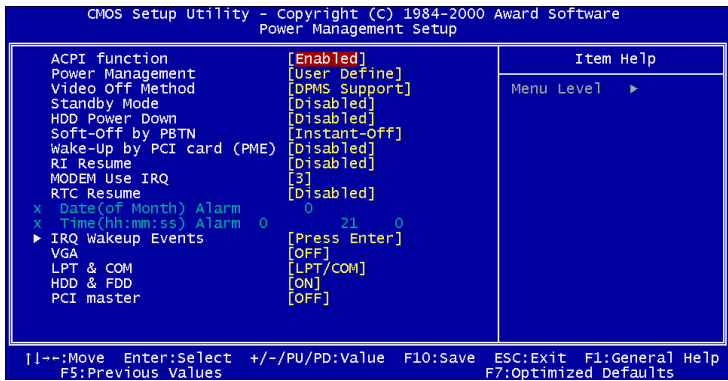 CMOS Setup Utility – Copyright (C) 1984-2000 Award Software
Power Management Setup
ACPI function [Enabled] Item Help
Power Management [User Define]
Video Off Method [DPMS Support] Menu Level ▶
Standby Mode [Disabled]
HDD Power Down [Disabled]
Soft-Off by PBTN [Instant-Off]
Wake-Up by PCI card (PME) [Disabled]
RI Resume [Disabled]
MODEM Use IRQ [3]
RTC Resume [Disabled]
x Date(of Month) Alarm 0
x Time(hh:mm:ss) Alarm 0 21 0
▶ IRQ Wakeup Events [Press Enter]
VGA [OFF]
LPT & COM [LPT/COM]
HDD & FDD [ON]
PCI master [OFF]
↑↓→←:Move Enter:Select +/-/PU/PD:Value F10:Save ESC:Exit F1:General Help
F5:Previous Values F7:Optimized Defaults